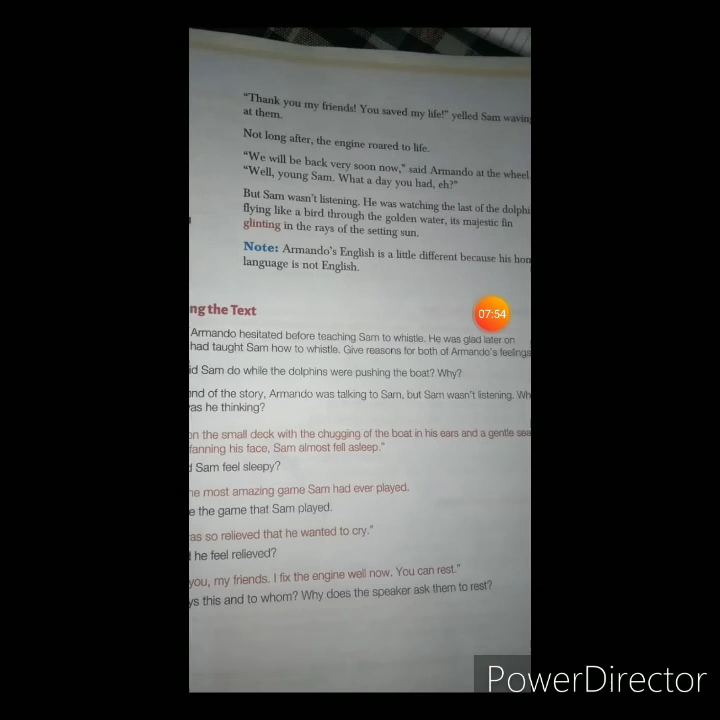 "Thank you my friends! You saved my life!" yelled Sam waving
at them.
Not long after, the engine roared to life.
"We will be back very soon now," said Armando at the wheel.
"Well, young Sam. What a day you had, eh?"
But Sam wasn't listening. He was watching the last of the dolphi
flying like a bird through the golden water, its majestic fin
glinting in the rays of the setting sun.
Note: Armando's English is a little different because his hom
language is not English.
ng the Text
07:54
Armando hesitated before teaching Sam to whistle. He was glad later on
had taught Sam how to whistle. Give reasons for both of Armando's feelings
id Sam do while the dolphins were pushing the boat? Why?
nd of the story, Armando was talking to Sam, but Sam wasn't listening. Wh
as he thinking?
on the small deck with the chugging of the boat in his ears and a gentle sea
fanning his face, Sam almost fell asleep."
d Sam feel sleepy?
he most amazing game Sam had ever played.
e the game that Sam played.
as so relieved that he wanted to cry."
he feel relieved?
you, my friends. I fix the engine well now. You can rest."
ys this and to whom? Why does the speaker ask them to rest?
PowerDirector